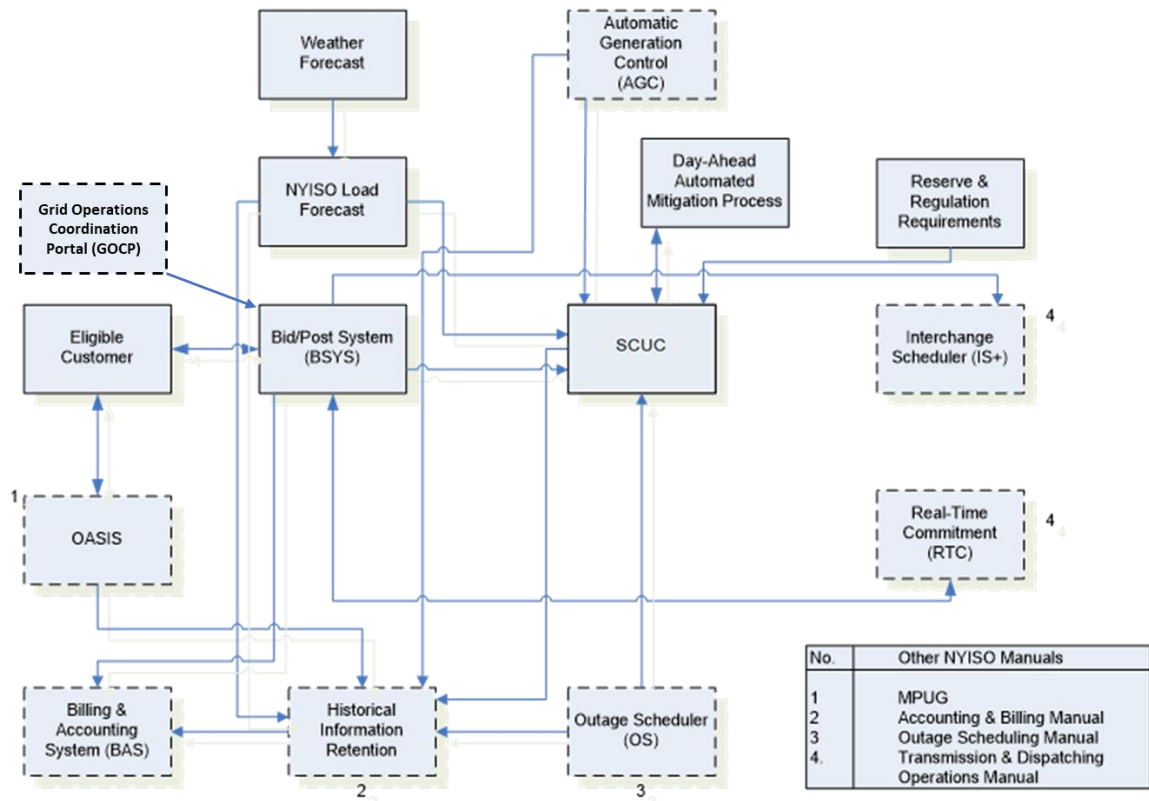 Weather
Forecast
Automatic
Generation
Control
(AGC)
NYISO Load
Forecast
Day-Ahead
Automated
Mitigation Process
Reserve &
Regulation
Requirements
Grid Operations
Coordination
Portal (GOCP)
Eligible
Customer
Bid/Post System
(BSYS)
SCUC
4
4
Interchange
Scheduler (IS+)
1
OASIS
Real-Time
Commitment
(RTC)
4
4
Billing &
Accounting
System (BAS)
Historical
Information
Retention
2
Outage Scheduler
(OS)
3
No. Other NYISO Manuals
1 MPUG
2 Accounting & Billing Manual
3 Outage Scheduling Manual
4. Transmission & Dispatching
Operations Manual